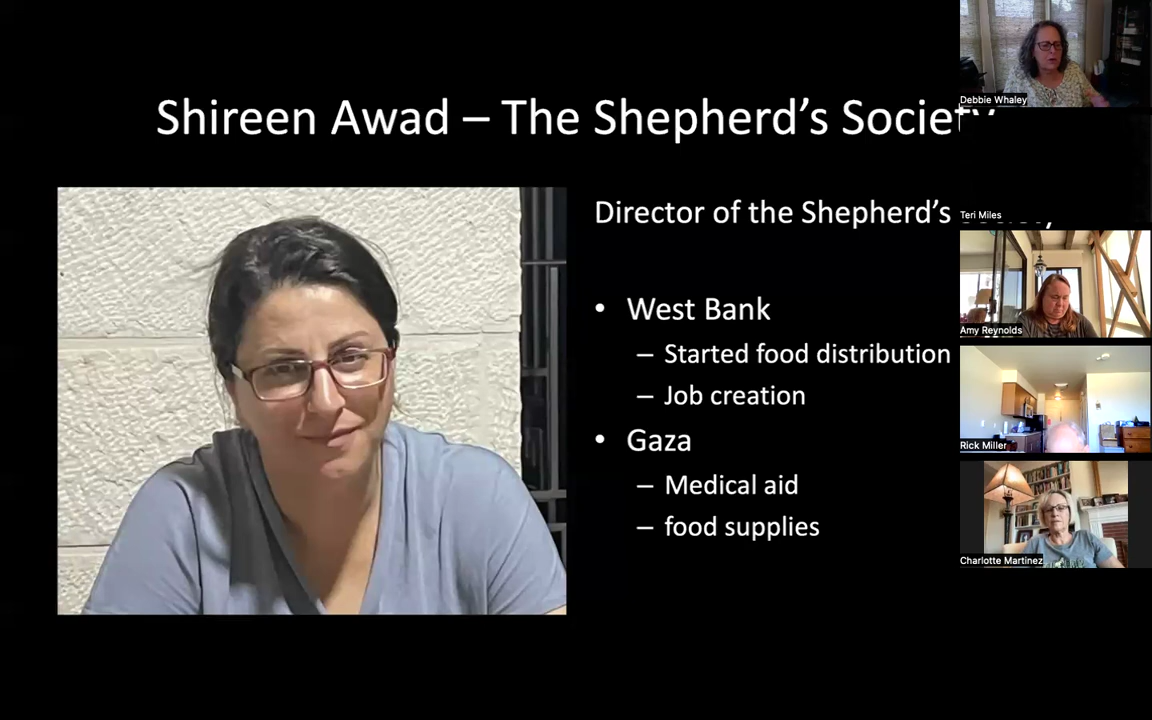 Shireen Awad – The Shepherd's Society
Director of the Shepherd's
• West Bank
– Started food distribution
– Job creation
• Gaza
– Medical aid
– food supplies
Debbie Whaley
Teri Miles
Amy Reynolds
Rick Miller
Charlotte Martinez